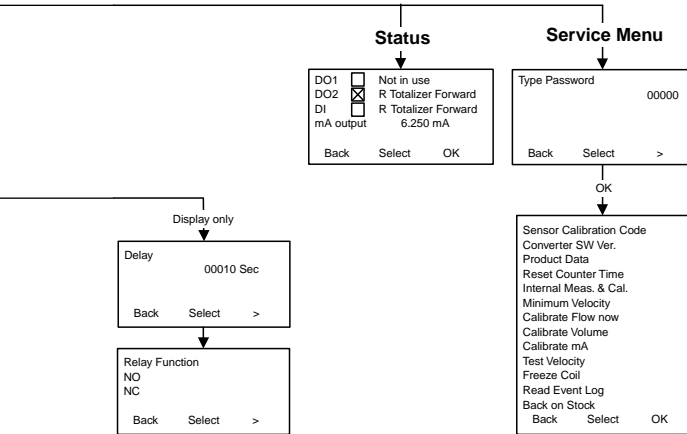 Status
DO1 Not in use
DO2 R Totalizer Forward
DI R Totalizer Forward
mA output 6.250 mA
Back Select OK
Service Menu
Type Password
00000
Back Select >
OK
Sensor Calibration Code
Converter SW Ver.
Product Data
Reset Counter Time
Internal Meas. & Cal.
Minimum Velocity
Calibrate Flow now
Calibrate Volume
Calibrate mA
Test Velocity
Freeze Coil
Read Event Log
Back on Stock
Back Select OK
Display only
Delay
00010 Sec
Back Select >
Relay Function
NO
NC
Back Select >